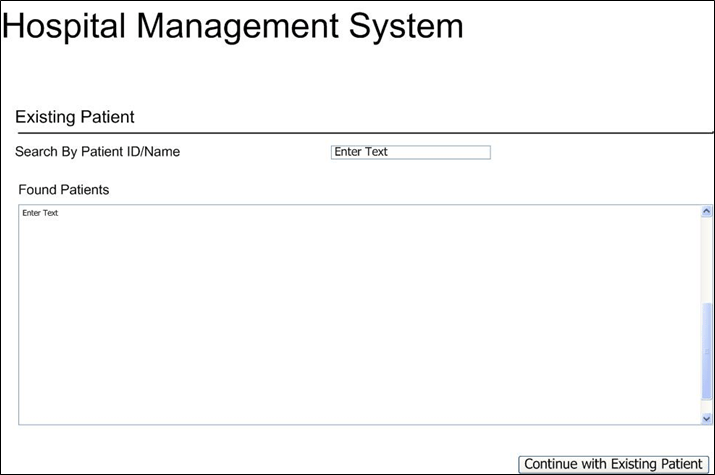 Hospital Management System
Existing Patient
Search By Patient ID/Name Enter Text
Found Patients
Enter Text
Continue with Existing Patient